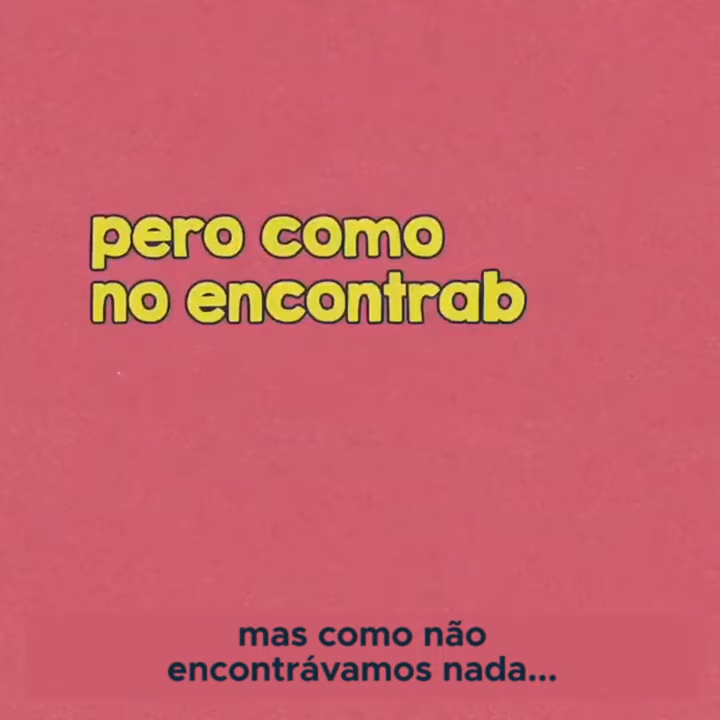 pero como
no encontrab
mas como não
encontrávamos nada...